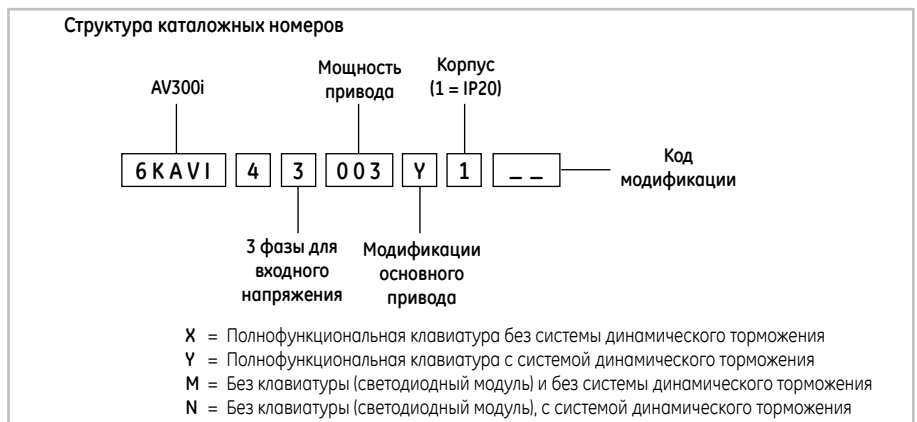 Структура каталожных номеров
AV300i
Мощность
привода
Корпус
(1 = IP20)
6KAVI 4 3 003 Y 1 _ _
Код
модификации
3 фазы для
входного
напряжения
Модификации
основного
привода
X = Полнофункциональная клавиатура без системы динамического торможения
Y = Полнофункциональная клавиатура с системой динамического торможения
M = Без клавиатуры (светодиодный модуль) и без системы динамического торможения
N = Без клавиатуры (светодиодный модуль), с системой динамического торможения